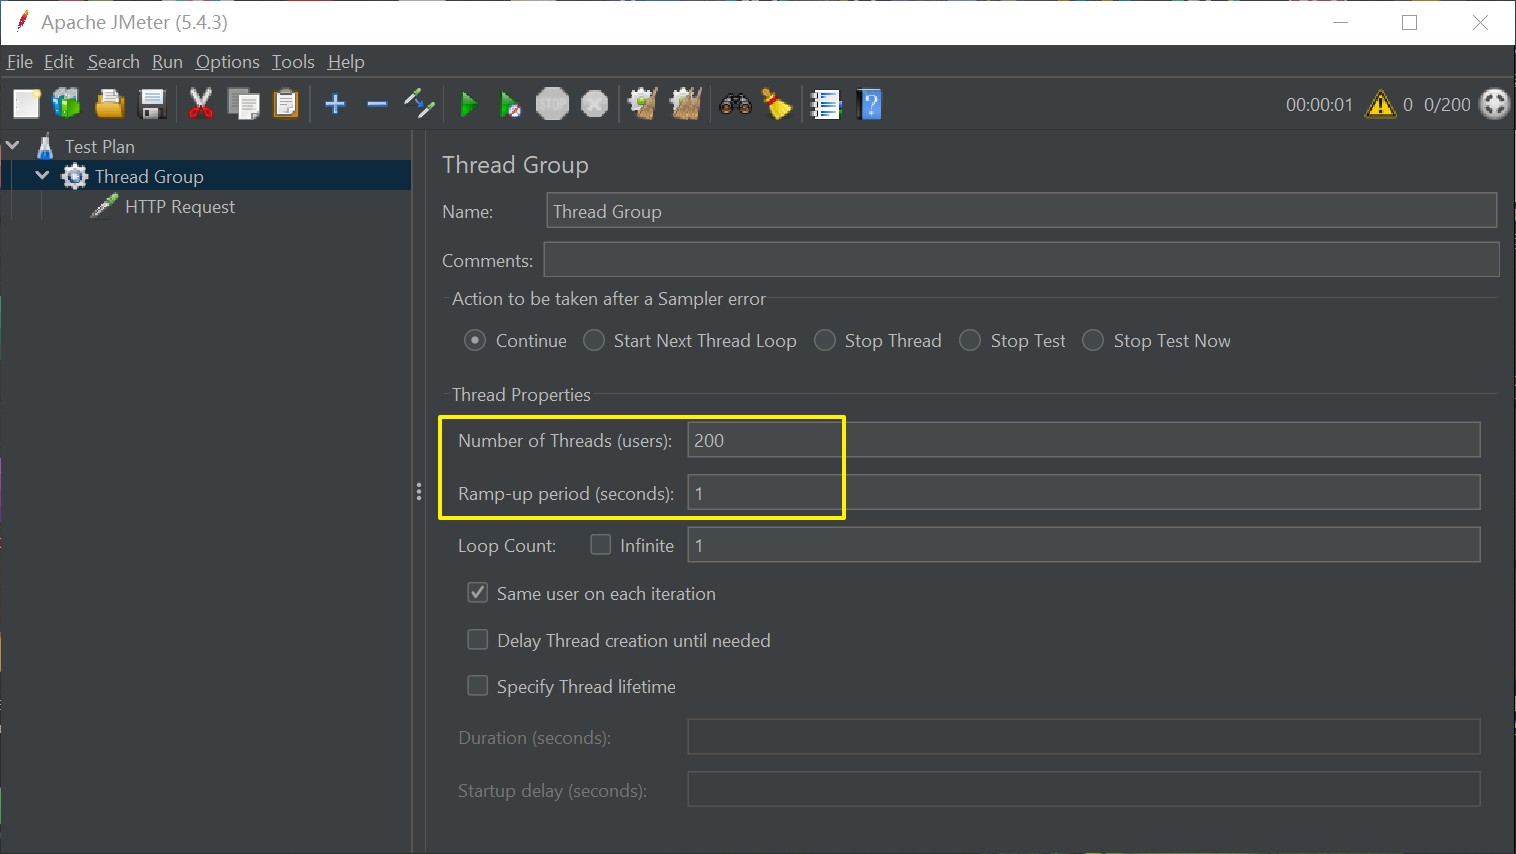 Apache JMeter (5.4.3)
File Edit Search Run Options Tools Help
STOP
00:00:01 0 0/200
Test Plan
Thread Group
HTTP Request
Thread Group
Name: Thread Group
Comments:
Action to be taken after a Sampler error
Continue Start Next Thread Loop Stop Thread Stop Test Stop Test Now
Thread Properties
Number of Threads (users): 200
Ramp-up period (seconds): 1
Loop Count: Infinite 1
Same user on each iteration
Delay Thread creation until needed
Specify Thread lifetime
Duration (seconds):
Startup delay (seconds):